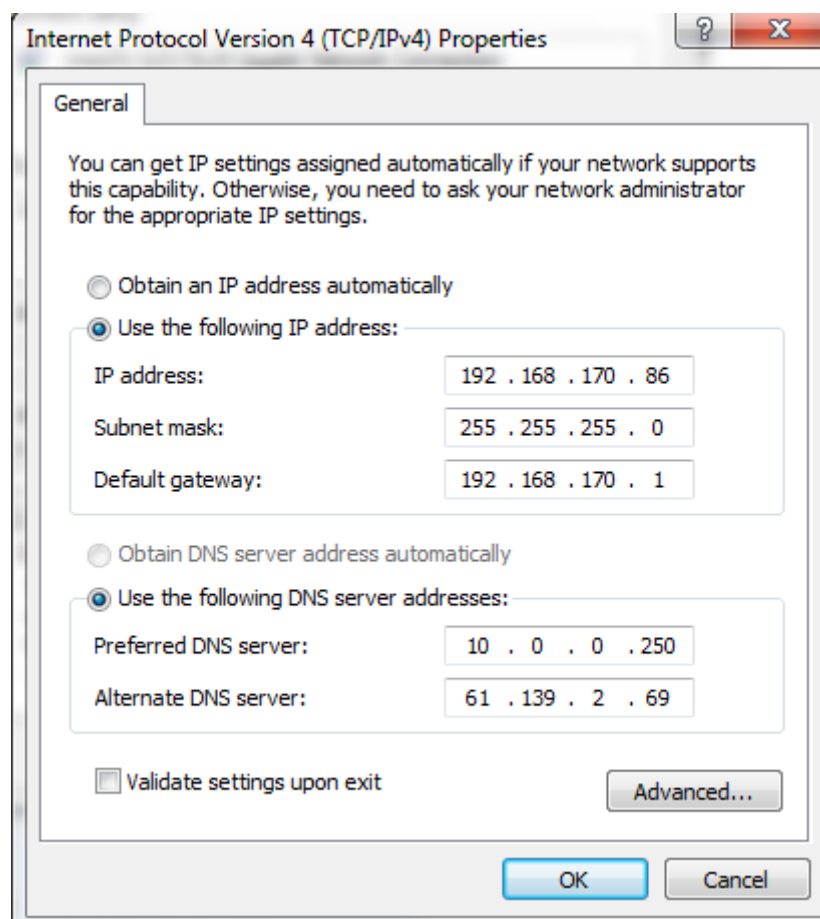 Internet Protocol Version 4 (TCP/IPv4) Properties
General
You can get IP settings assigned automatically if your network supports
this capability. Otherwise, you need to ask your network administrator
for the appropriate IP settings.
Obtain an IP address automatically
Use the following IP address:
IP address: 192 . 168 . 170 . 86
Subnet mask: 255 . 255 . 255 . 0
Default gateway: 192 . 168 . 170 . 1
Obtain DNS server address automatically
Use the following DNS server addresses:
Preferred DNS server: 10 . 0 . 0 . 250
Alternate DNS server: 61 . 139 . 2 . 69
Validate settings upon exit
Advanced...
OK Cancel